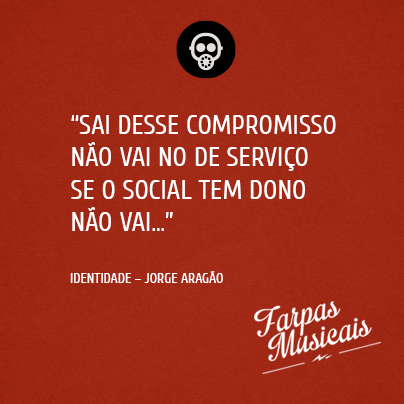 “SAI DESSE COMPROMISSO
NÃO VAI NO DE SERVIÇO
SE O SOCIAL TEM DONO
NÃO VAI...”
IDENTIDADE – JORGE ARAGÃO
Farpas
Musicais